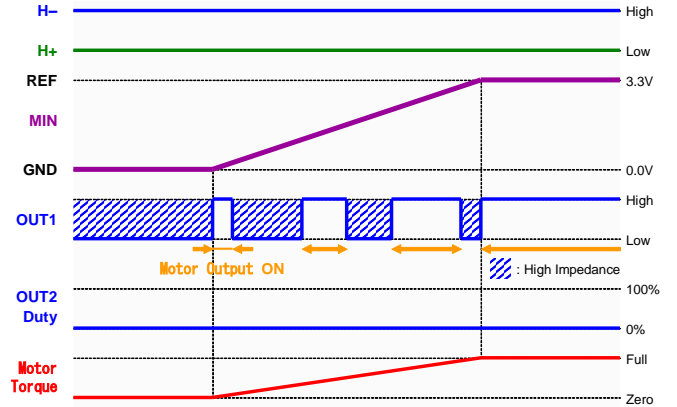 H– High
H+ Low
REF 3.3V
MIN
GND 0.0V
OUT1 High
Low
Motor Output ON
: High Impedance
OUT2 Duty 100%
0%
Motor Torque Full
Zero